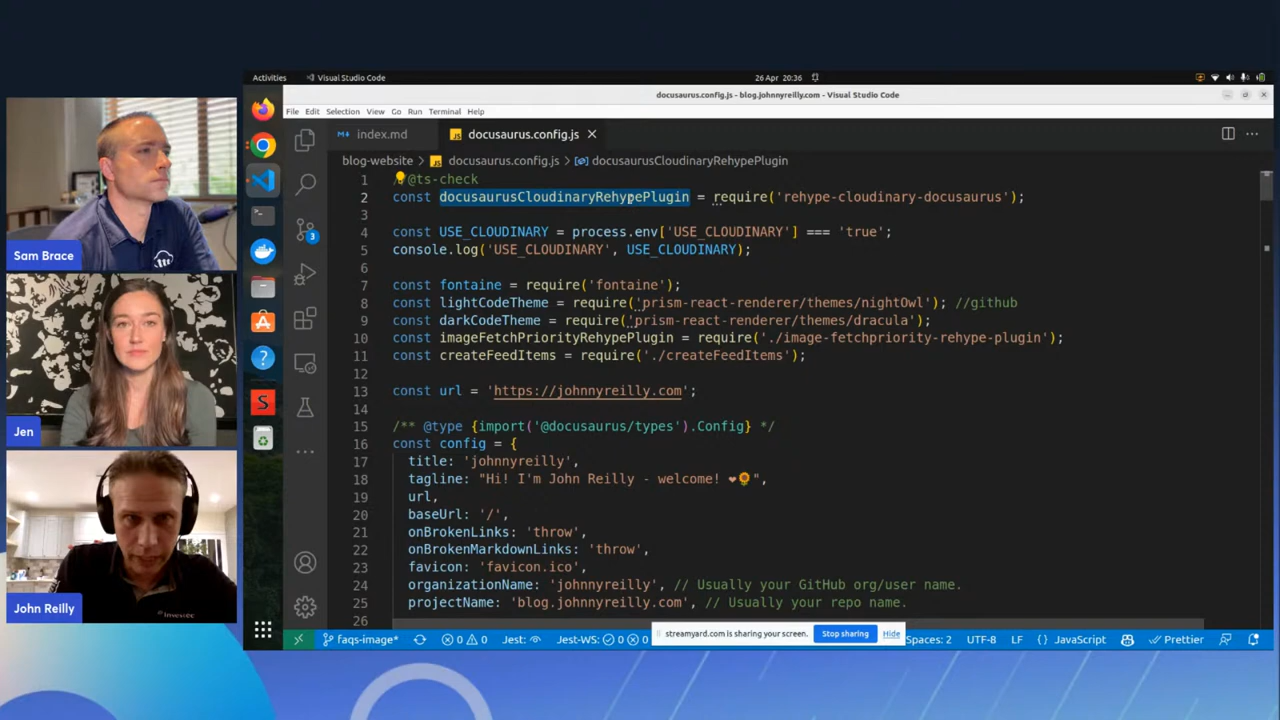 Activities
Visual Studio Code
26 Apr 20:36
docusaurus.config.js - blog.johnnyreilly.com - Visual Studio Code
File Edit Selection View Go Run Terminal Help
index.md
docusaurus.config.js
blog-website > docusaurus.config.js > docusaurusCloudinaryRehypePlugin
1 @ts-check
2 const docusaurusCloudinaryRehypePlugin = require('rehype-cloudinary-docusaurus');
3
4 const USE_CLOUDINARY = process.env['USE_CLOUDINARY'] === 'true';
5 console.log('USE_CLOUDINARY', USE_CLOUDINARY);
6
7 const fontaine = require('fontaine');
8 const lightCodeTheme = require('prism-react-renderer/themes/nightOwl'); //github
9 const darkCodeTheme = require('prism-react-renderer/themes/dracula');
10 const imageFetchPriorityRehypePlugin = require('./image-fetchpriority-rehype-plugin');
11 const createFeedItems = require('./createFeedItems');
12
13 const url = 'https://johnnyreilly.com';
14
15 /** @type {import('@docusaurus/types').Config} */
16 const config = {
17 title: 'johnnyreilly',
18 tagline: "Hi! I'm John Reilly - welcome! ❤🌻",
19 url,
20 baseUrl: '/',
21 onBrokenLinks: 'throw',
22 onBrokenMarkdownLinks: 'throw',
23 favicon: 'favicon.ico',
24 organizationName: 'johnnyreilly', // Usually your GitHub org/user name.
25 projectName: 'blog.johnnyreilly.com', // Usually your repo name.
26
3
faqs-image* 0 0 Jest: Jest-WS: 0 0
streamyard.com is sharing your screen. Stop sharing Hide
Spaces: 2 UTF-8 LF {} JavaScript Prettier
Sam Brace
Jen
John Reilly
Investec